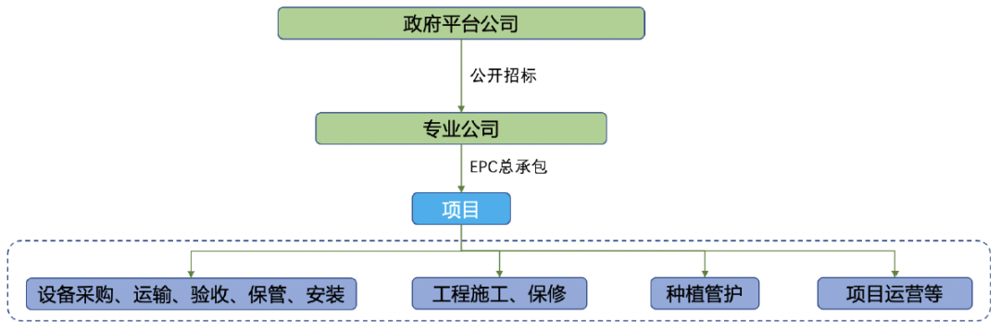 政府平台公司
公开招标
专业公司
EPC总承包
项目
设备采购、运输、验收、保管、安装
工程施工、保修
种植管护
项目运营等